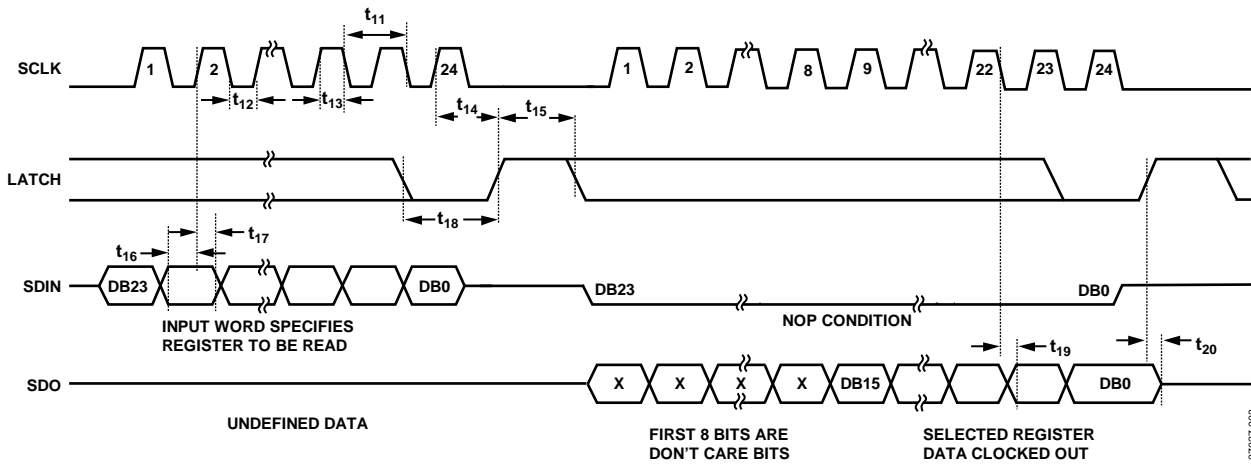 t11
SCLK
1
2
24
1
2
8
9
22
23
24
t12
t13
t14
t15
LATCH
t18
t16
t17
SDIN
DB23
DB0
DB23
DB0
INPUT WORD SPECIFIES
REGISTER TO BE READ
NOP CONDITION
t19
t20
SDO
X
X
X
X
DB15
DB0
UNDEFINED DATA
FIRST 8 BITS ARE
DON'T CARE BITS
SELECTED REGISTER
DATA CLOCKED OUT